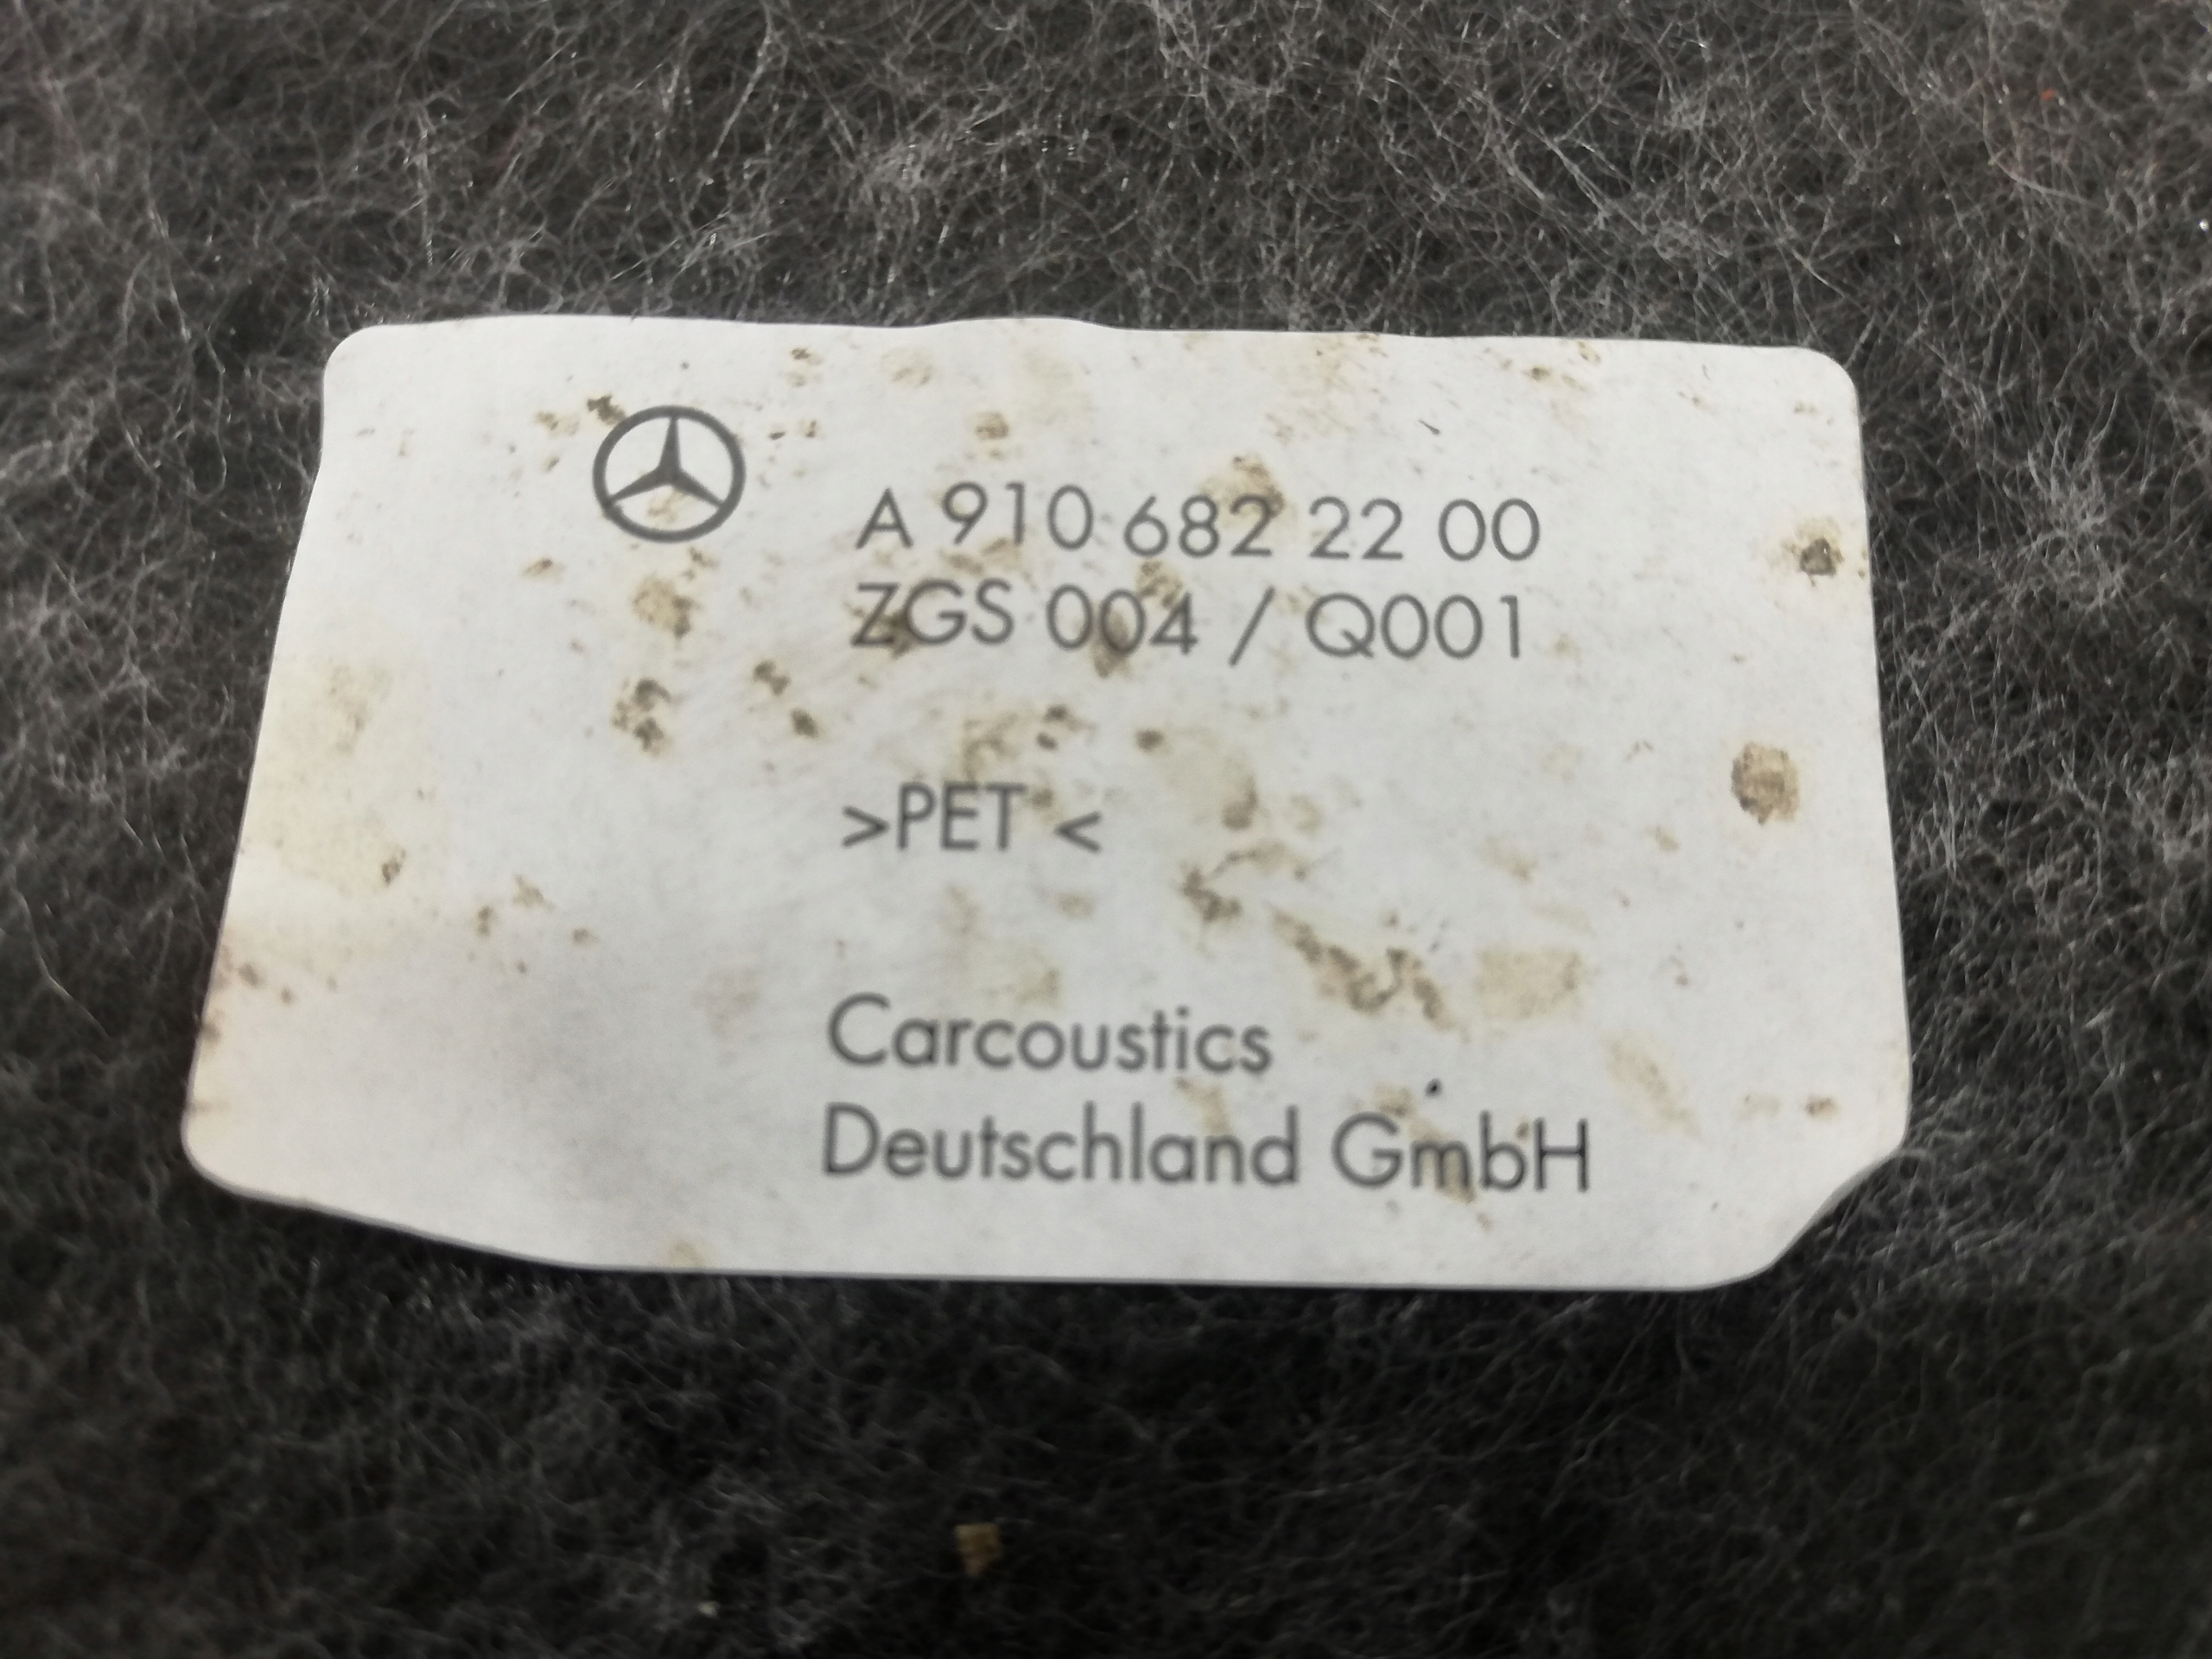 A 910 682 22 00
ZGS 004 / Q001
>PET <
Carcoustics
Deutschland GmbH